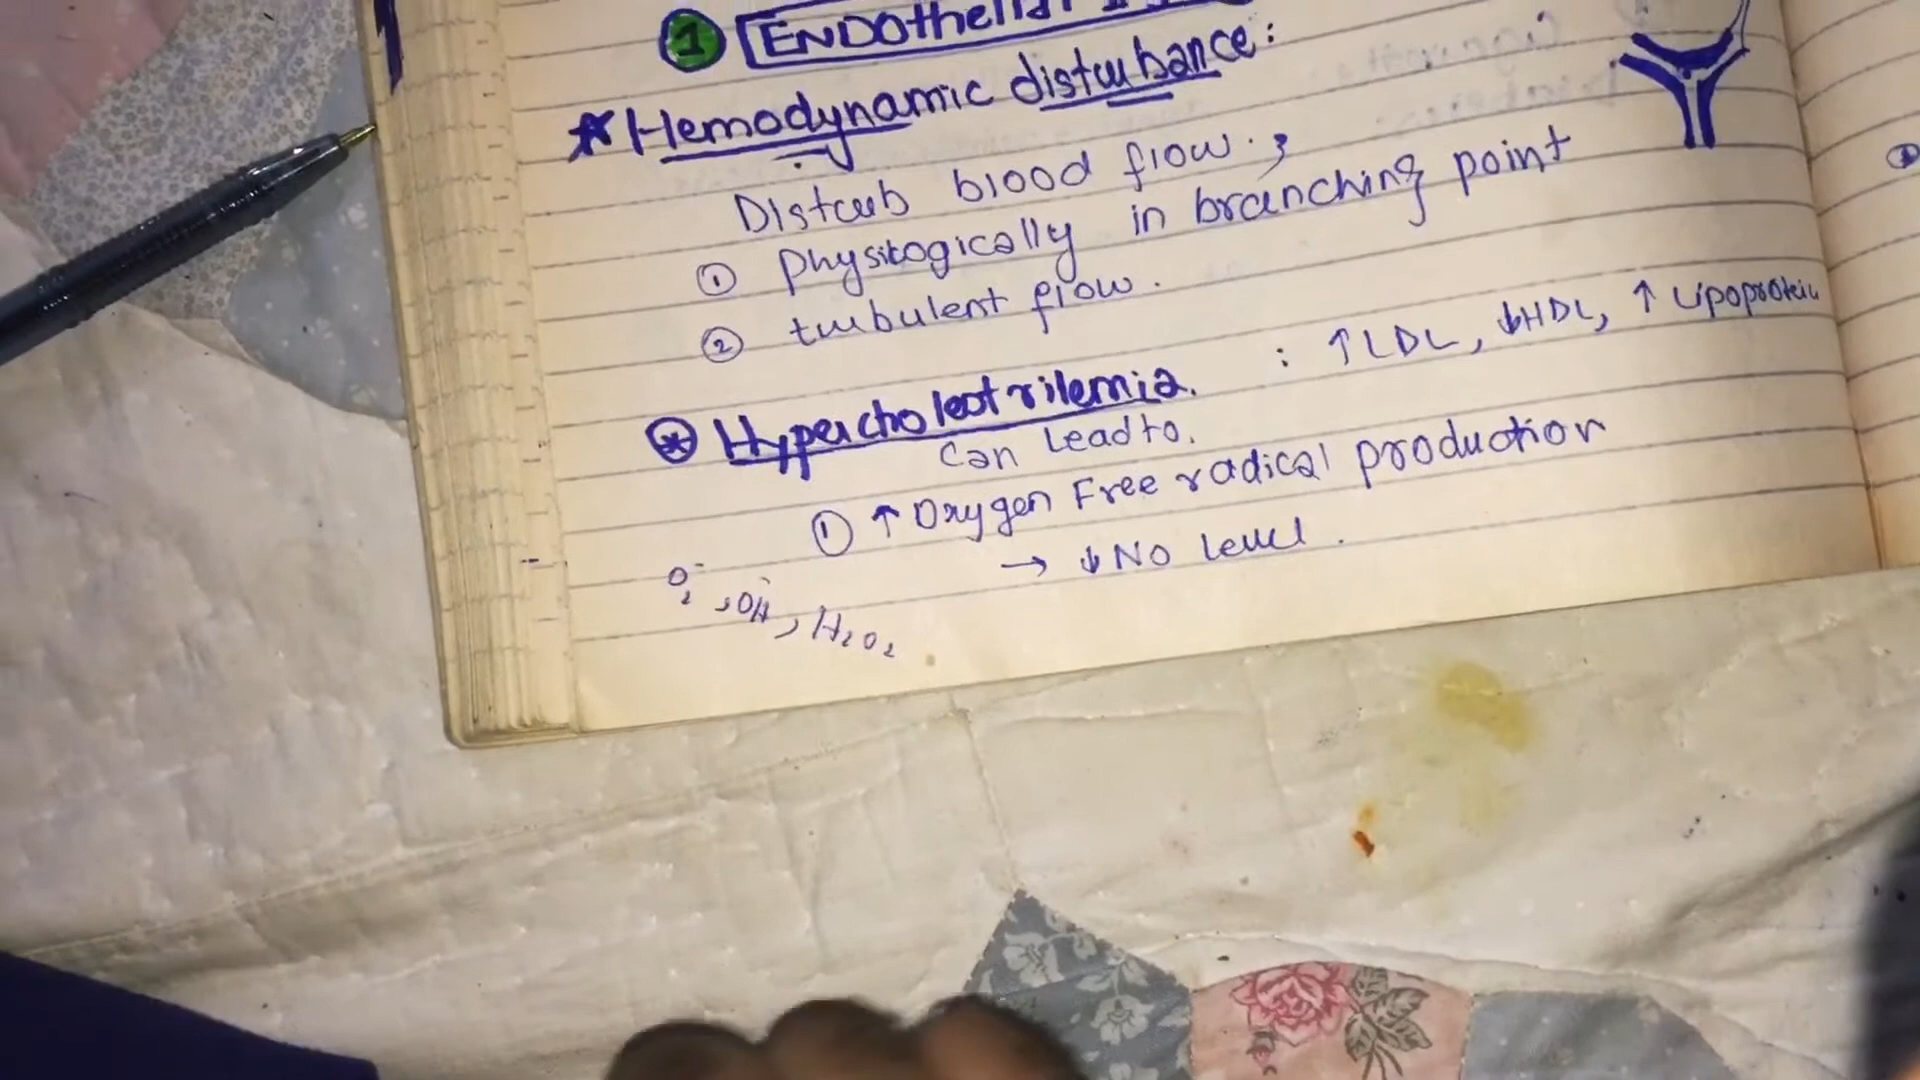 ① ENDOthelial
★ Hemodynamic disturbance:
Disturb blood flow. ;
① physiologically in branching point
② turbulent flow.
⊛ Hypercholestrilemia. : ↑ LDL, ↓HDL, ↑ Lipoprotein
can lead to.
① ↑ Oxygen Free radical production
→ ↓ NO level.
O₂⁻, OH⁻, H₂O₂